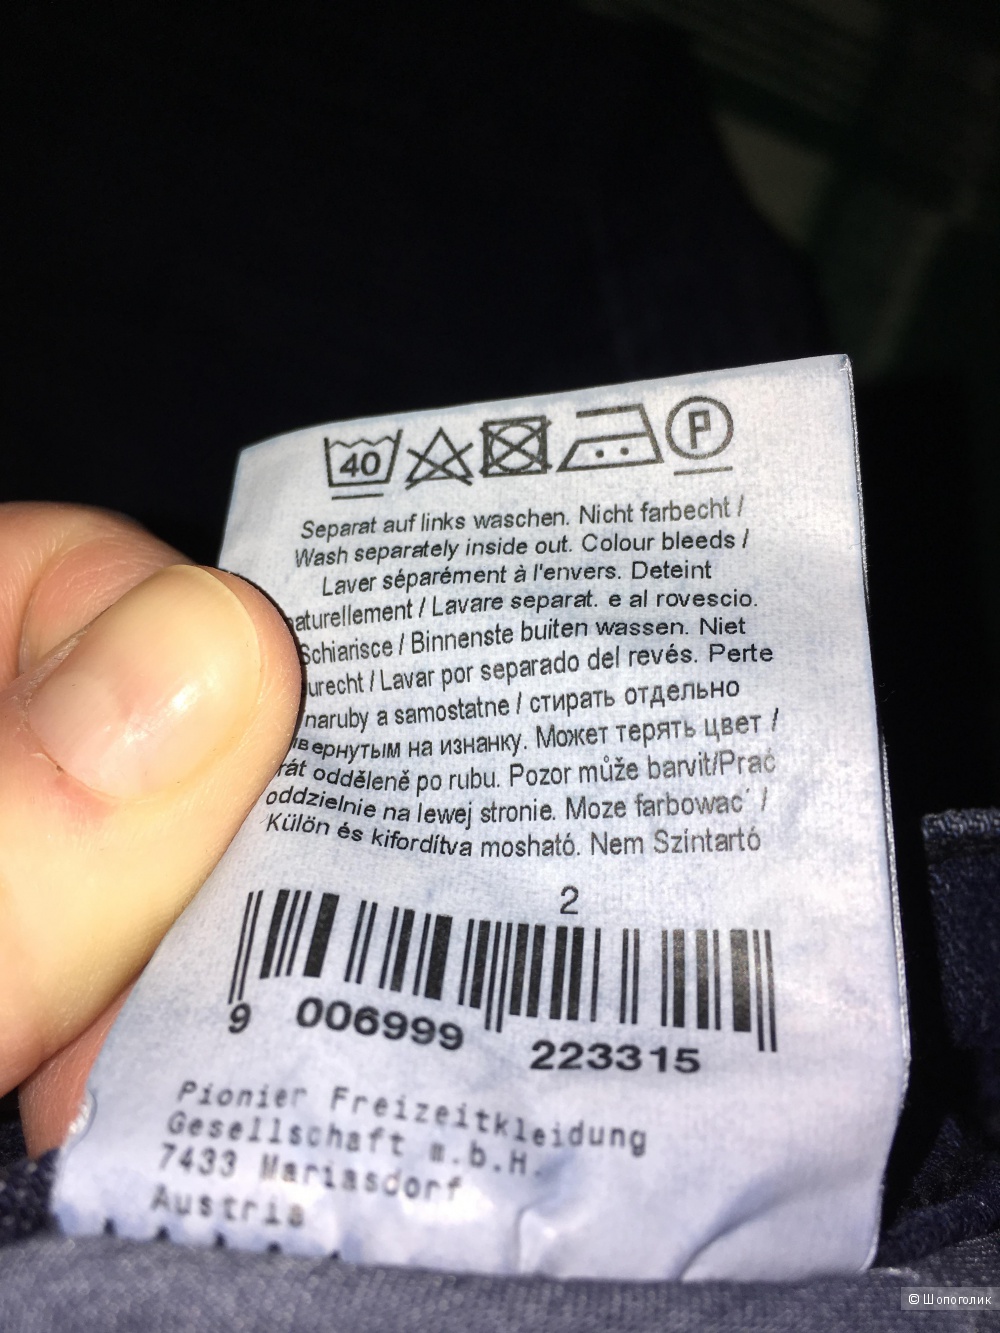 40 P
Separat auf links waschen. Nicht farbecht /
Wash separately inside out. Colour bleeds /
Laver séparément à l'envers. Deteint
aturellement / Lavare separat. e al rovescio.
Schiarisce / Binnenste buiten wassen. Niet
urecht / Lavar por separado del revés. Perte
naruby a samostatne / стирать отдельно
вернутым на изнанку. Может терять цвет /
rát odděleně po rubu. Pozor může barvit/Prać
oddzielnie na lewej stronie. Moze farbowac´ /
Külön és kifordítva mosható. Nem Szintartó
2
9 006999 223315
Pionier Freizeitkleidung
Gesellschaft m.b.H.
7433 Mariasdorf
Austria
© Шопоголик